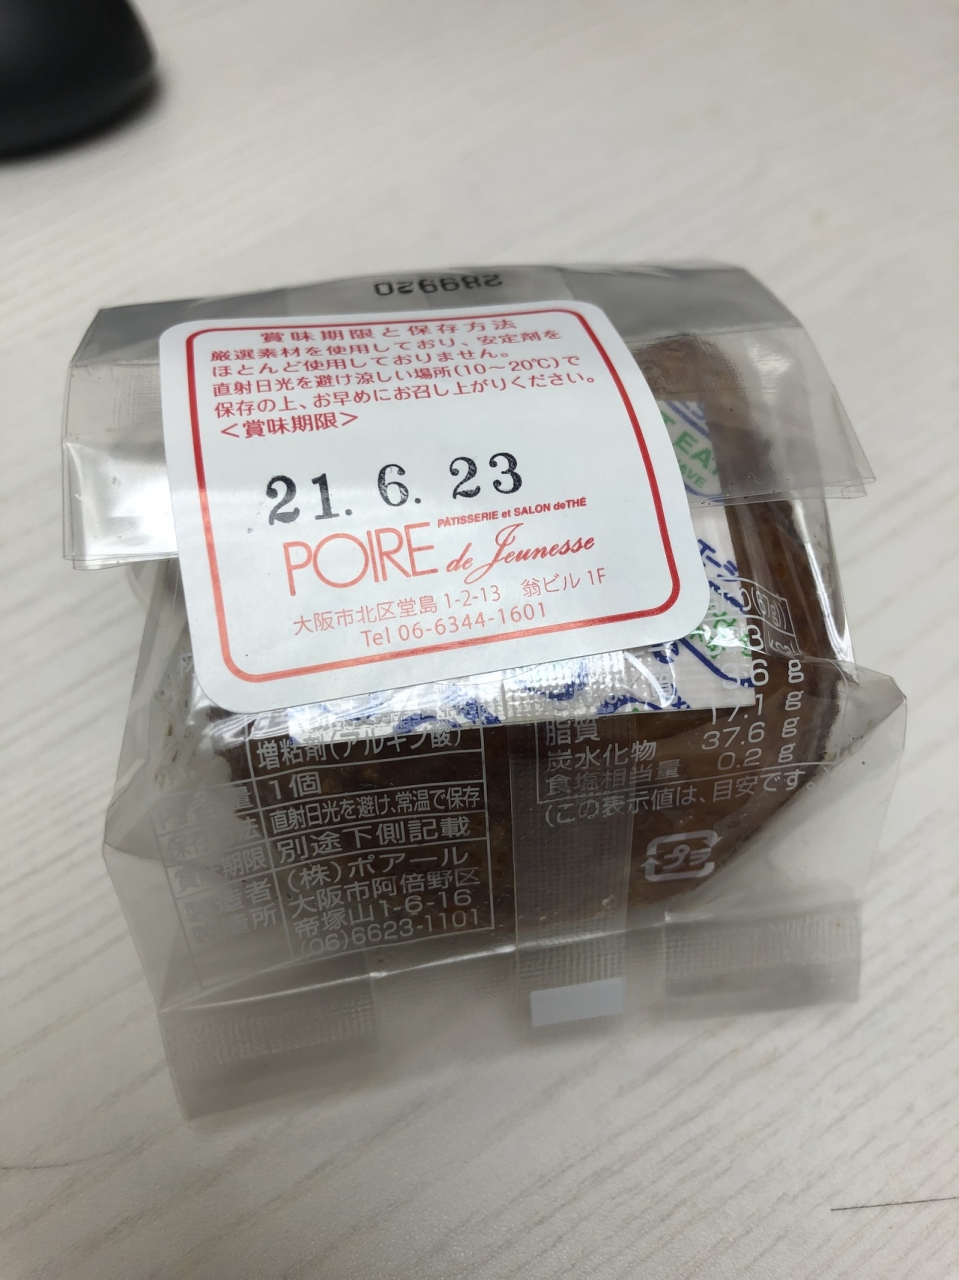 289920
賞味期限と保存方法
厳選素材を使用しており、安定剤を
ほとんど使用しておりません。
直射日光を避け涼しい場所(10～20℃)で
保存の上、お早めにお召し上がりください。
＜賞味期限＞
21. 6. 23
PÂTISSERIE et SALON deTHÉ
POIRE de Jeunesse
大阪市北区堂島 1-2-13 翁ビル 1F
Tel 06-6344-1601
EAT
増粘剤(アルギン酸)
量 1個
法 直射日光を避け、常温で保存
期限 別途下側記載
者 (株)ポアール
所 大阪市阿倍野区
帝塚山1-6-16
(06)6623-1101
g
脂質 17.1 g
炭水化物 37.6 g
食塩相当量 0.2 g
(この表示値は、目安です。
プラ